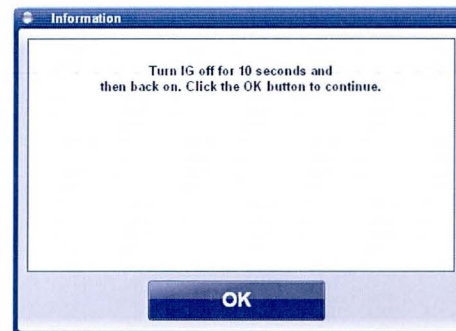 Information
Turn IG off for 10 seconds and
then back on. Click the OK button to continue.
OK